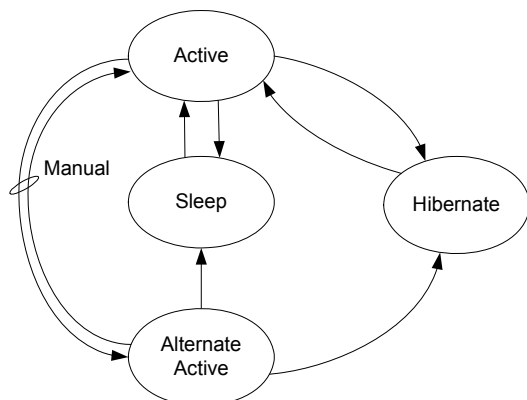 Active
Manual
Sleep
Hibernate
Alternate
Active